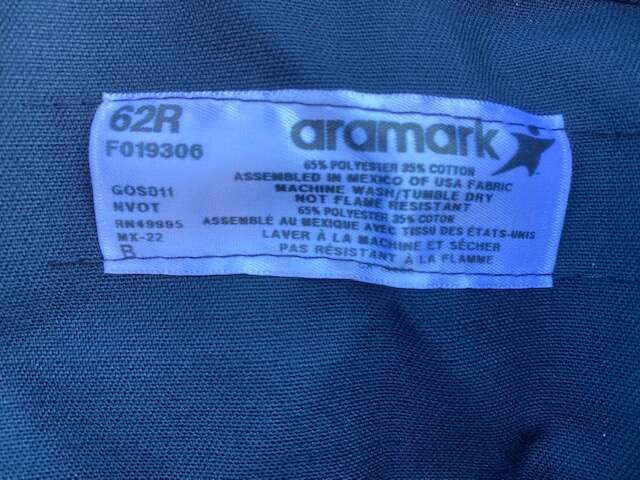 62R
F019306
GOS011
NVOT
RN49995
MX-22
B
aramark
65% POLYESTER 35% COTTON
ASSEMBLED IN MEXICO OF USA FABRIC
MACHINE WASH/TUMBLE DRY
NOT FLAME RESISTANT
65% POLYESTER 35% COTON
ASSEMBLÉ AU MEXIQUE AVEC TISSU DES ÉTATS-UNIS
LAVER À LA MACHINE ET SÉCHER
PAS RÉSISTANT À LA FLAMME